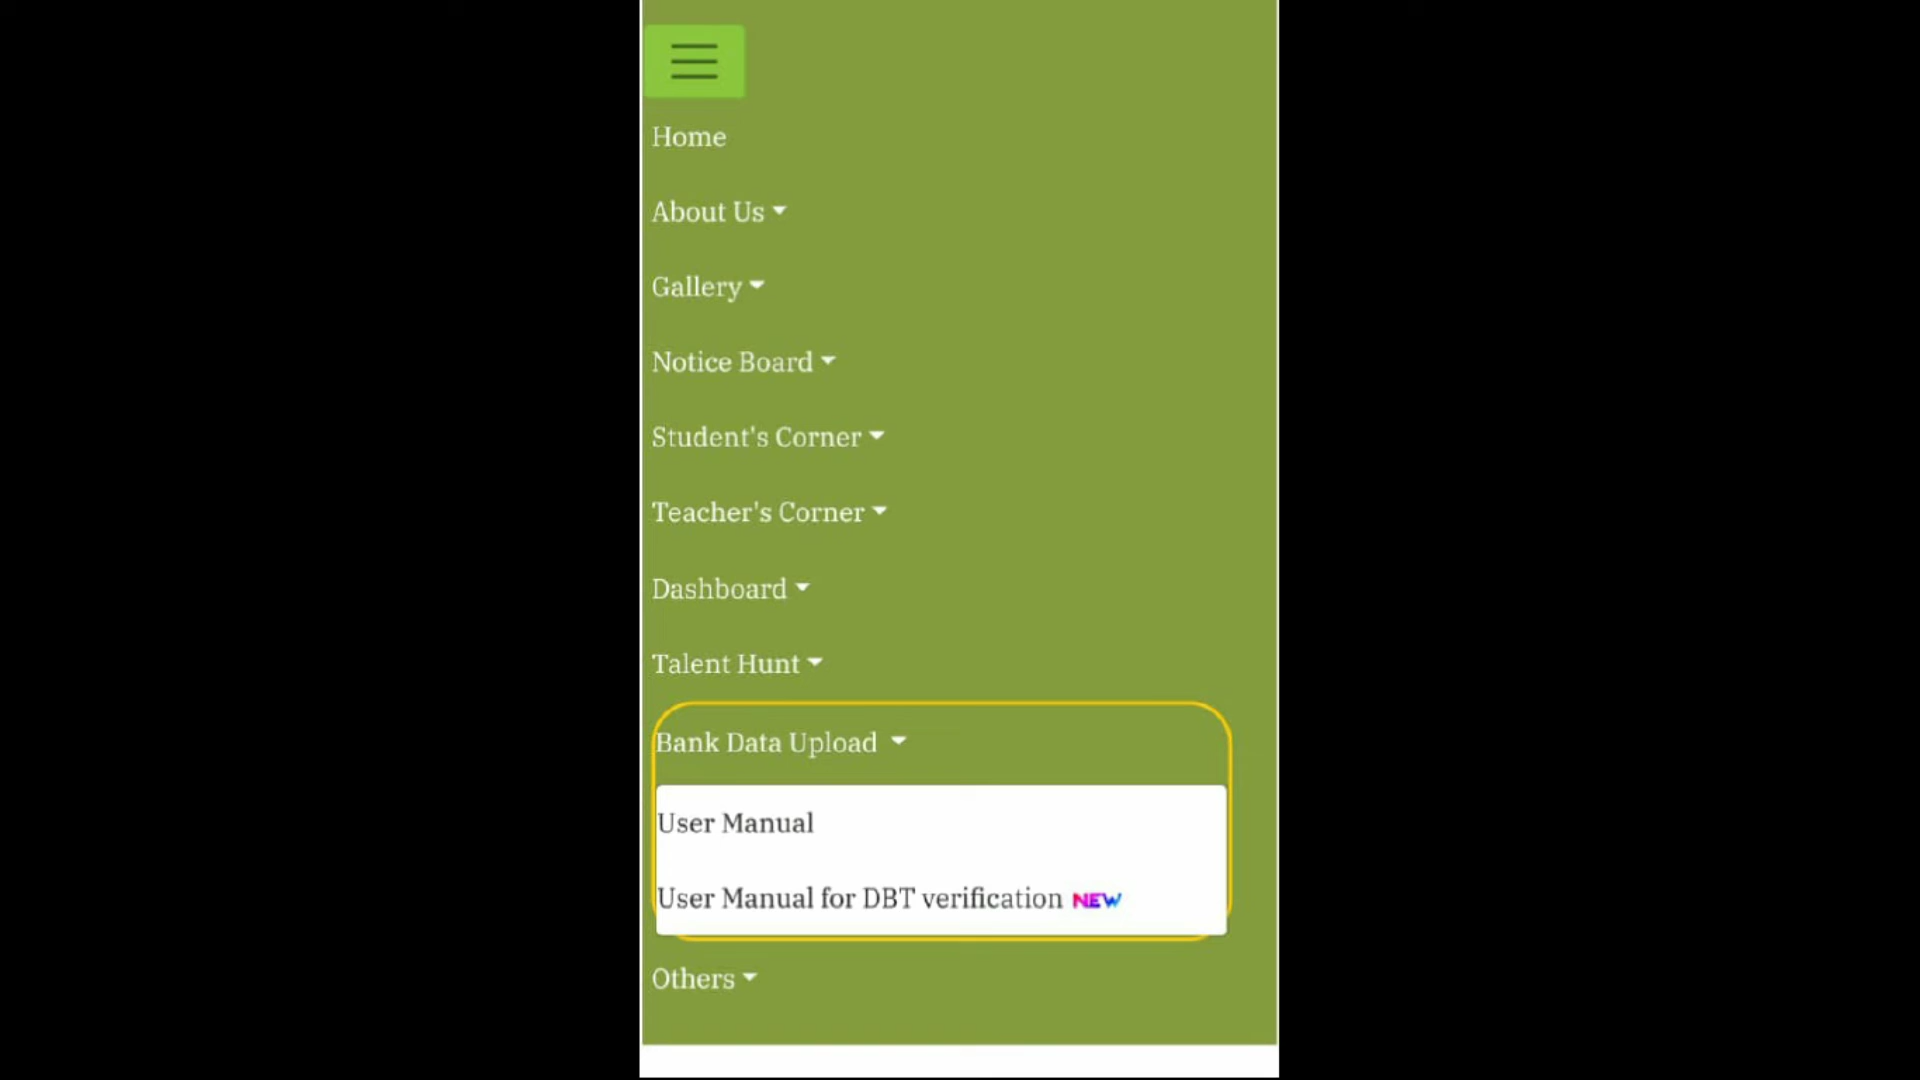 Home
About Us
Gallery
Notice Board
Student's Corner
Teacher's Corner
Dashboard
Talent Hunt
Bank Data Upload
User Manual
User Manual for DBT verification NEW
Others